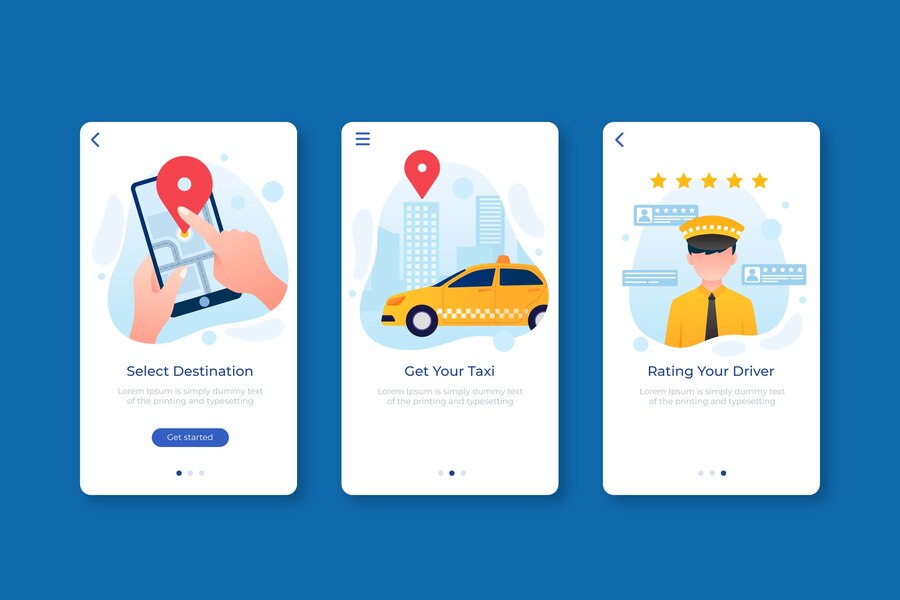 Select Destination
Lorem Ipsum is simply dummy text
of the printing and typesetting
Get started
Get Your Taxi
Lorem Ipsum is simply dummy text
of the printing and typesetting
Rating Your Driver
Lorem Ipsum is simply dummy text
of the printing and typesetting